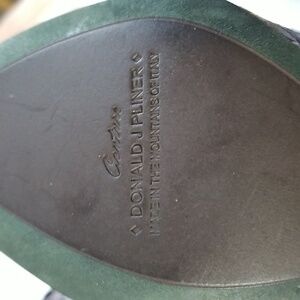 Couture
◇ DONALD J PLINER ◇
MADE IN THE MOUNTAINS OF ITALY